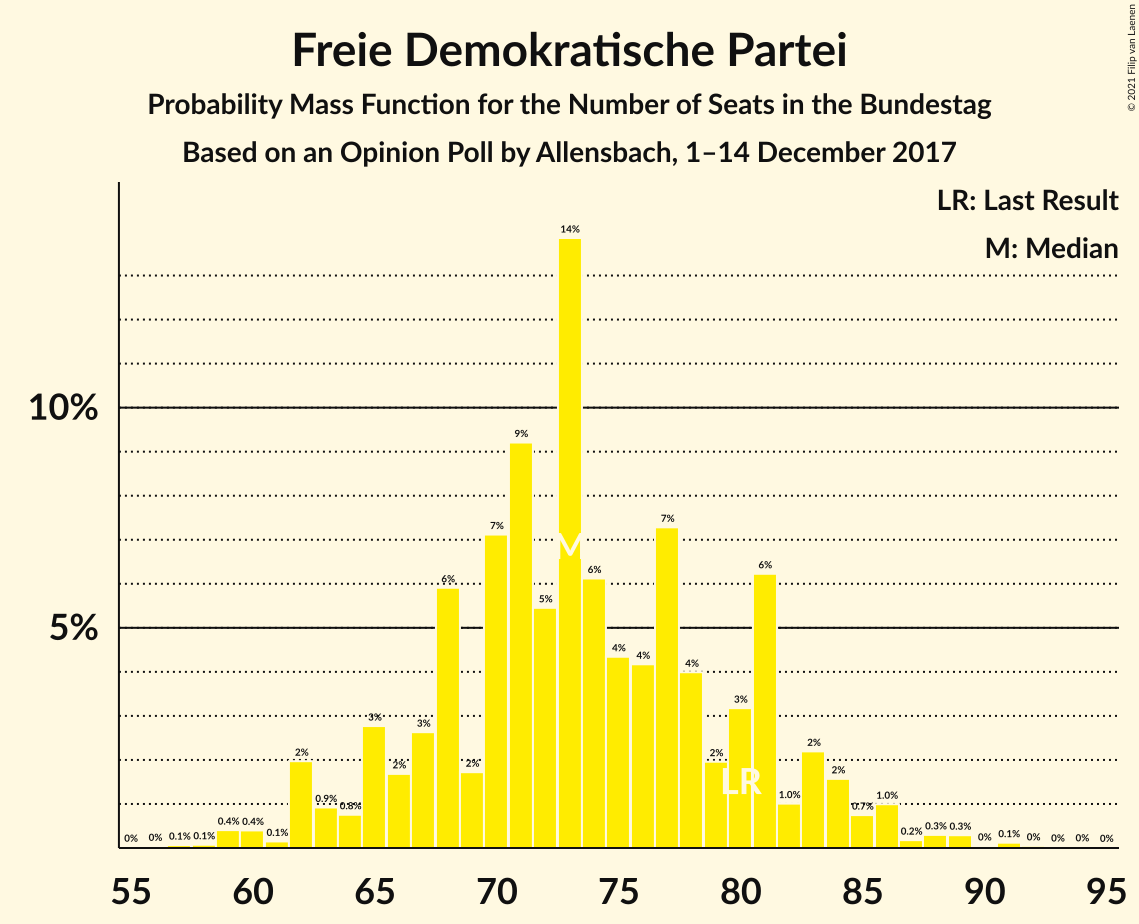 © 2021 Filip van Laenen
Freie Demokratische Partei
Probability Mass Function for the Number of Seats in the Bundestag
Based on an Opinion Poll by Allensbach, 1–14 December 2017
LR: Last Result
M: Median
10%
5%
0% 0% 0.1% 0.1% 0.4% 0.4% 0.1% 2% 0.9% 0.8% 3% 2% 3% 6% 2% 7% 9% 5% 14% 6% 4% 4% 7% 4% 2% 3% 6% 1.0% 2% 2% 0.7% 1.0% 0.2% 0.3% 0.3% 0% 0.1% 0% 0% 0% 0%
M
LR
55 60 65 70 75 80 85 90 95